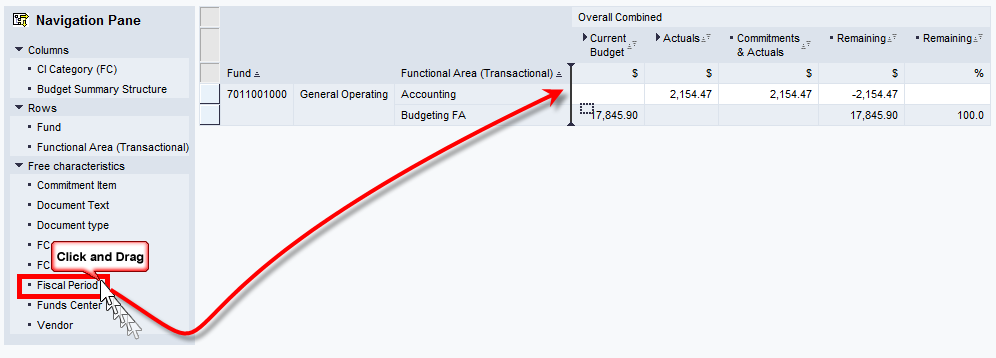 Navigation Pane
Columns
CI Category (FC)
Budget Summary Structure
Rows
Fund
Functional Area (Transactional)
Free characteristics
Commitment Item
Document Text
Document type
FC
FC
Click and Drag
Fiscal Period
Funds Center
Vendor
Overall Combined
Current Budget Actuals Commitments & Actuals Remaining Remaining
Fund Functional Area (Transactional) $ $ $ $ %
7011001000 General Operating Accounting 2,154.47 2,154.47 -2,154.47
Budgeting FA 17,845.90 17,845.90 100.0